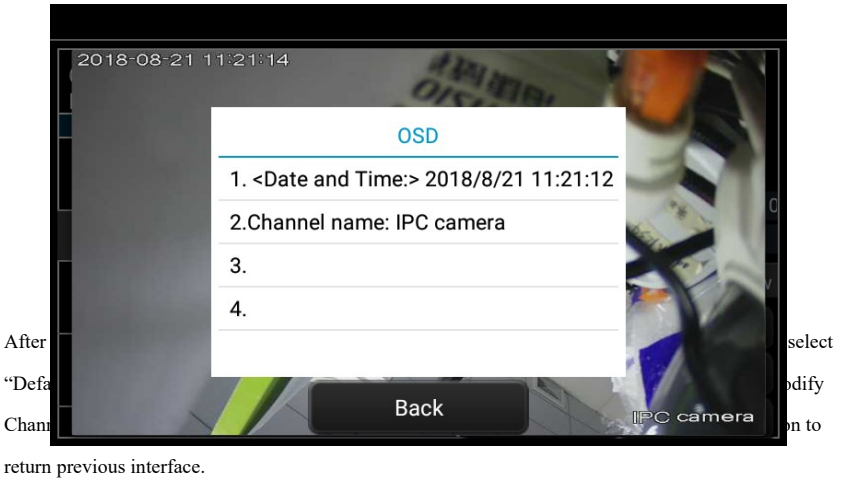 2018-08-21 11:21:14
OSD
1. <Date and Time:> 2018/8/21 11:21:12
2.Channel name: IPC camera
3.
4.
Back
IPC camera
After select
“Defa odify
Chann on to
return previous interface.